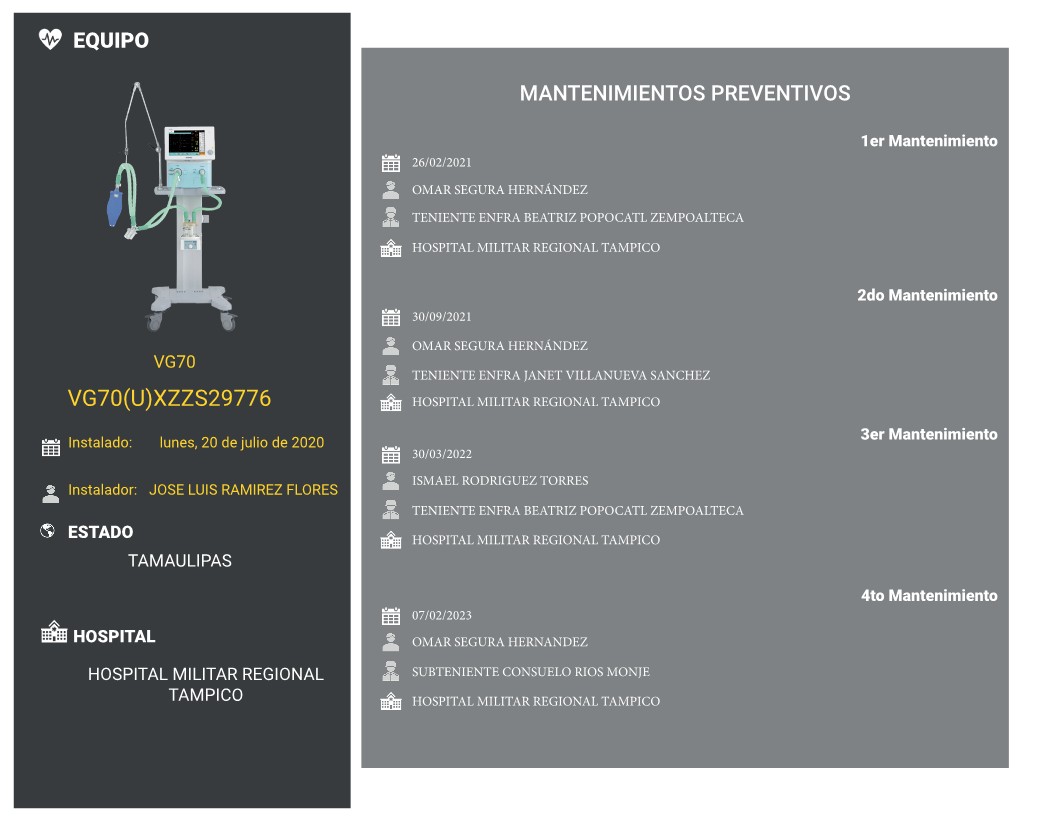 EQUIPO
VG70
VG70(U)XZZS29776
Instalado: lunes, 20 de julio de 2020
Instalador: JOSE LUIS RAMIREZ FLORES
ESTADO
TAMAULIPAS
HOSPITAL
HOSPITAL MILITAR REGIONAL
TAMPICO
MANTENIMIENTOS PREVENTIVOS
1er Mantenimiento
26/02/2021
OMAR SEGURA HERNÁNDEZ
TENIENTE ENFRA BEATRIZ POPOCATL ZEMPOALTECA
HOSPITAL MILITAR REGIONAL TAMPICO
2do Mantenimiento
30/09/2021
OMAR SEGURA HERNÁNDEZ
TENIENTE ENFRA JANET VILLANUEVA SANCHEZ
HOSPITAL MILITAR REGIONAL TAMPICO
3er Mantenimiento
30/03/2022
ISMAEL RODRIGUEZ TORRES
TENIENTE ENFRA BEATRIZ POPOCATL ZEMPOALTECA
HOSPITAL MILITAR REGIONAL TAMPICO
4to Mantenimiento
07/02/2023
OMAR SEGURA HERNANDEZ
SUBTENIENTE CONSUELO RIOS MONJE
HOSPITAL MILITAR REGIONAL TAMPICO